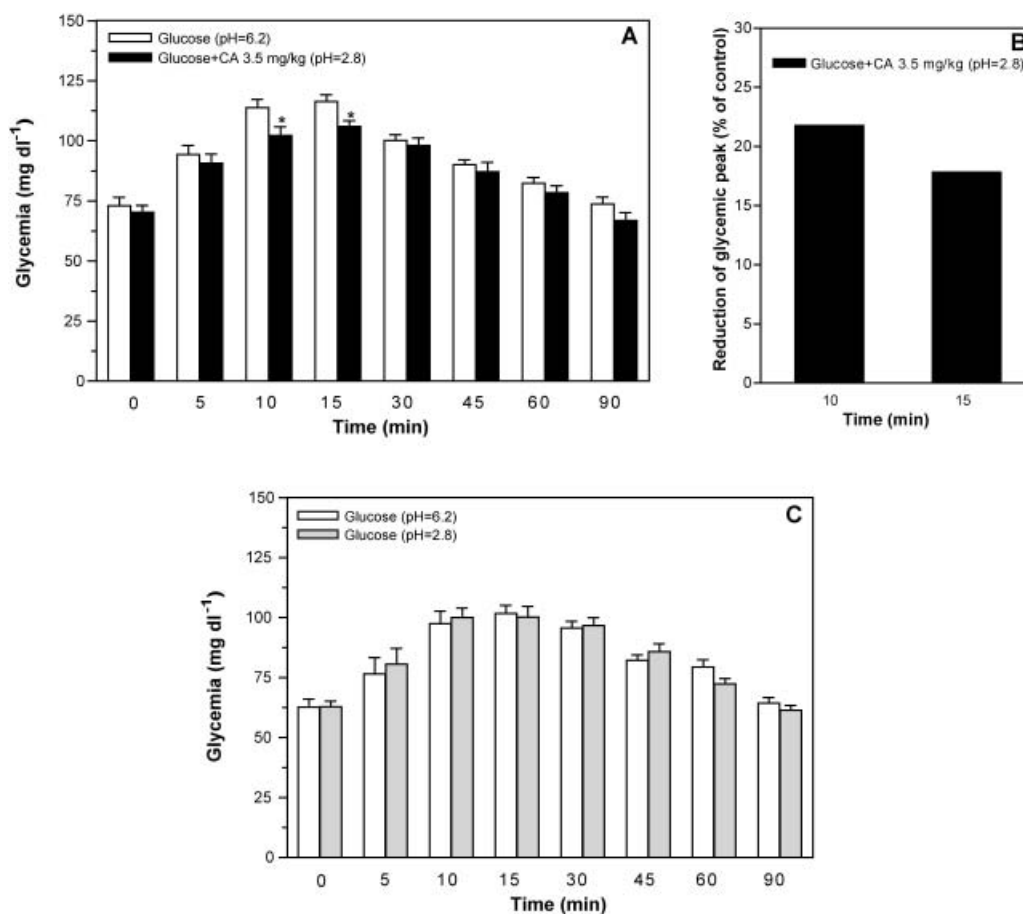 A
Glucose (pH=6.2)
Glucose+CA 3.5 mg/kg (pH=2.8)
Glycemia (mg dl⁻¹)
150
125
100
75
50
25
0
* *
0 5 10 15 30 45 60 90
Time (min)
B
Glucose+CA 3.5 mg/kg (pH=2.8)
Reduction of glycemic peak (% of control)
30
25
20
15
10
5
0
10 15
Time (min)
C
Glucose (pH=6.2)
Glucose (pH=2.8)
Glycemia (mg dl⁻¹)
150
125
100
75
50
25
0
0 5 10 15 30 45 60 90
Time (min)